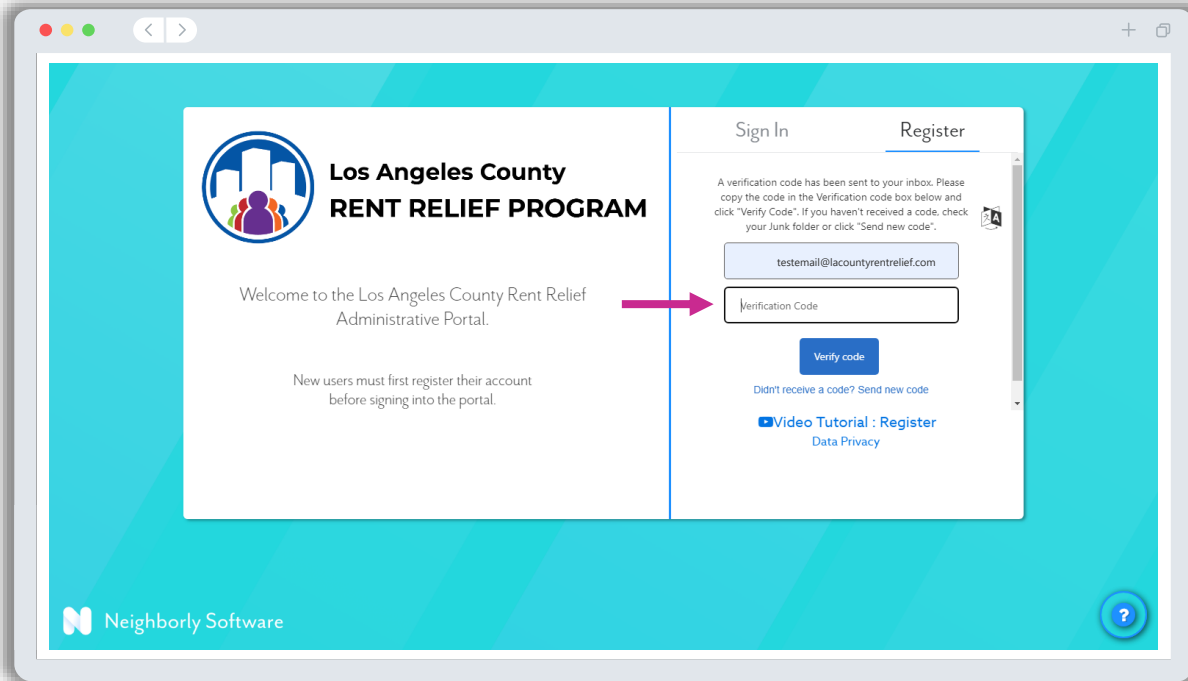 Los Angeles County
RENT RELIEF PROGRAM
Welcome to the Los Angeles County Rent Relief
Administrative Portal.
New users must first register their account
before signing into the portal.
Sign In
Register
A verification code has been sent to your inbox. Please
copy the code in the Verification code box below and
click "Verify Code". If you haven't received a code, check
your Junk folder or click "Send new code".
testemail@lacountyrentrelief.com
Verification Code
Verify code
Didn't receive a code? Send new code
Video Tutorial : Register
Data Privacy
N Neighborly Software
?